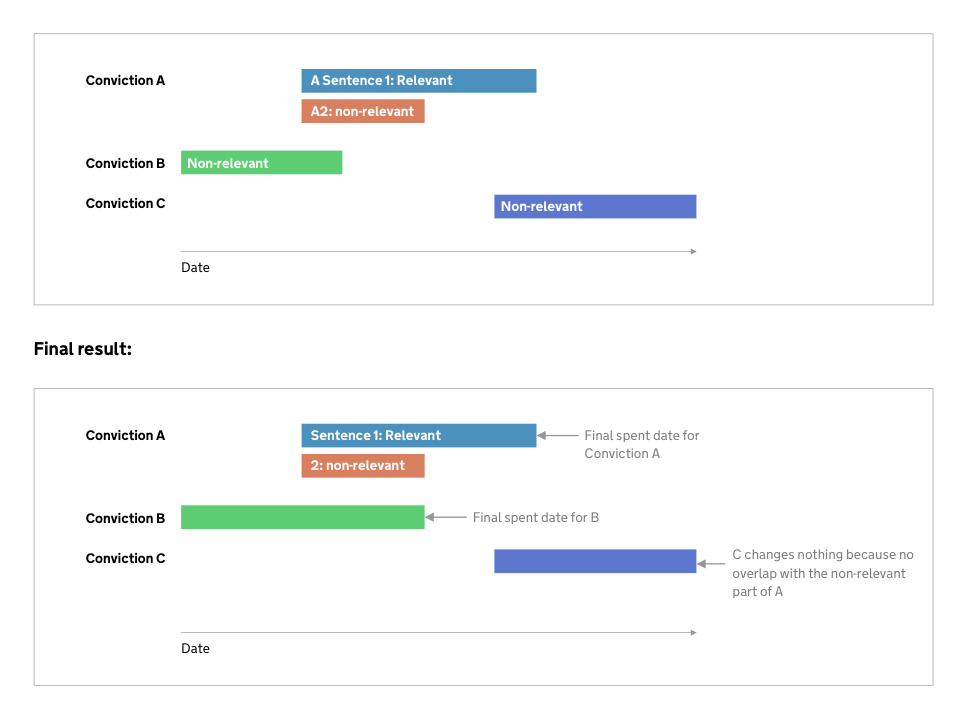 Conviction A
A Sentence 1: Relevant
A2: non-relevant
Conviction B
Non-relevant
Conviction C
Non-relevant
Date
Final result:
Conviction A
Sentence 1: Relevant
Final spent date for
Conviction A
2: non-relevant
Conviction B
Final spent date for B
Conviction C
C changes nothing because no
overlap with the non-relevant
part of A
Date